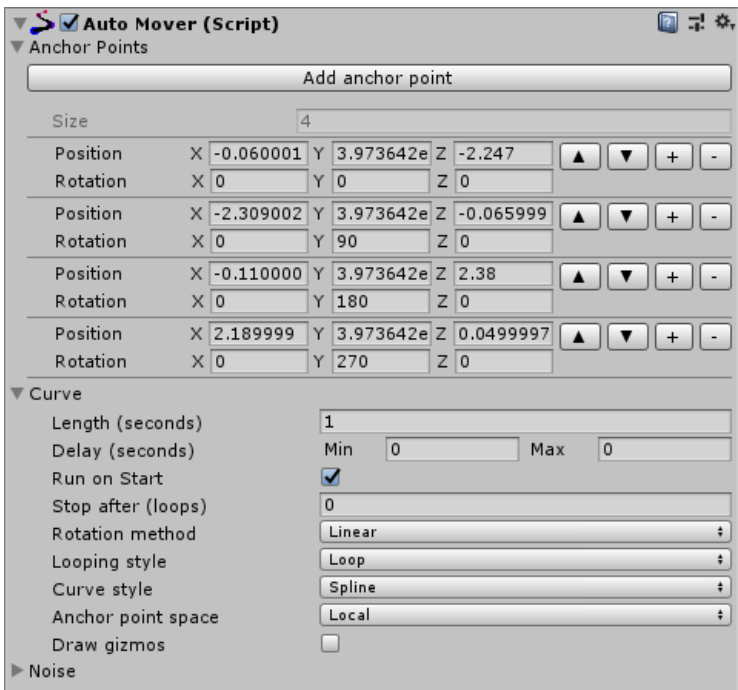 Auto Mover (Script)
Anchor Points
Add anchor point
Size 4
Position X -0.060001 Y 3.973642e Z -2.247
Rotation X 0 Y 0 Z 0
Position X -2.309002 Y 3.973642e Z -0.065999
Rotation X 0 Y 90 Z 0
Position X -0.110000 Y 3.973642e Z 2.38
Rotation X 0 Y 180 Z 0
Position X 2.189999 Y 3.973642e Z 0.0499997
Rotation X 0 Y 270 Z 0
Curve
Length (seconds) 1
Delay (seconds) Min 0 Max 0
Run on Start
Stop after (loops) 0
Rotation method Linear
Looping style Loop
Curve style Spline
Anchor point space Local
Draw gizmos
Noise